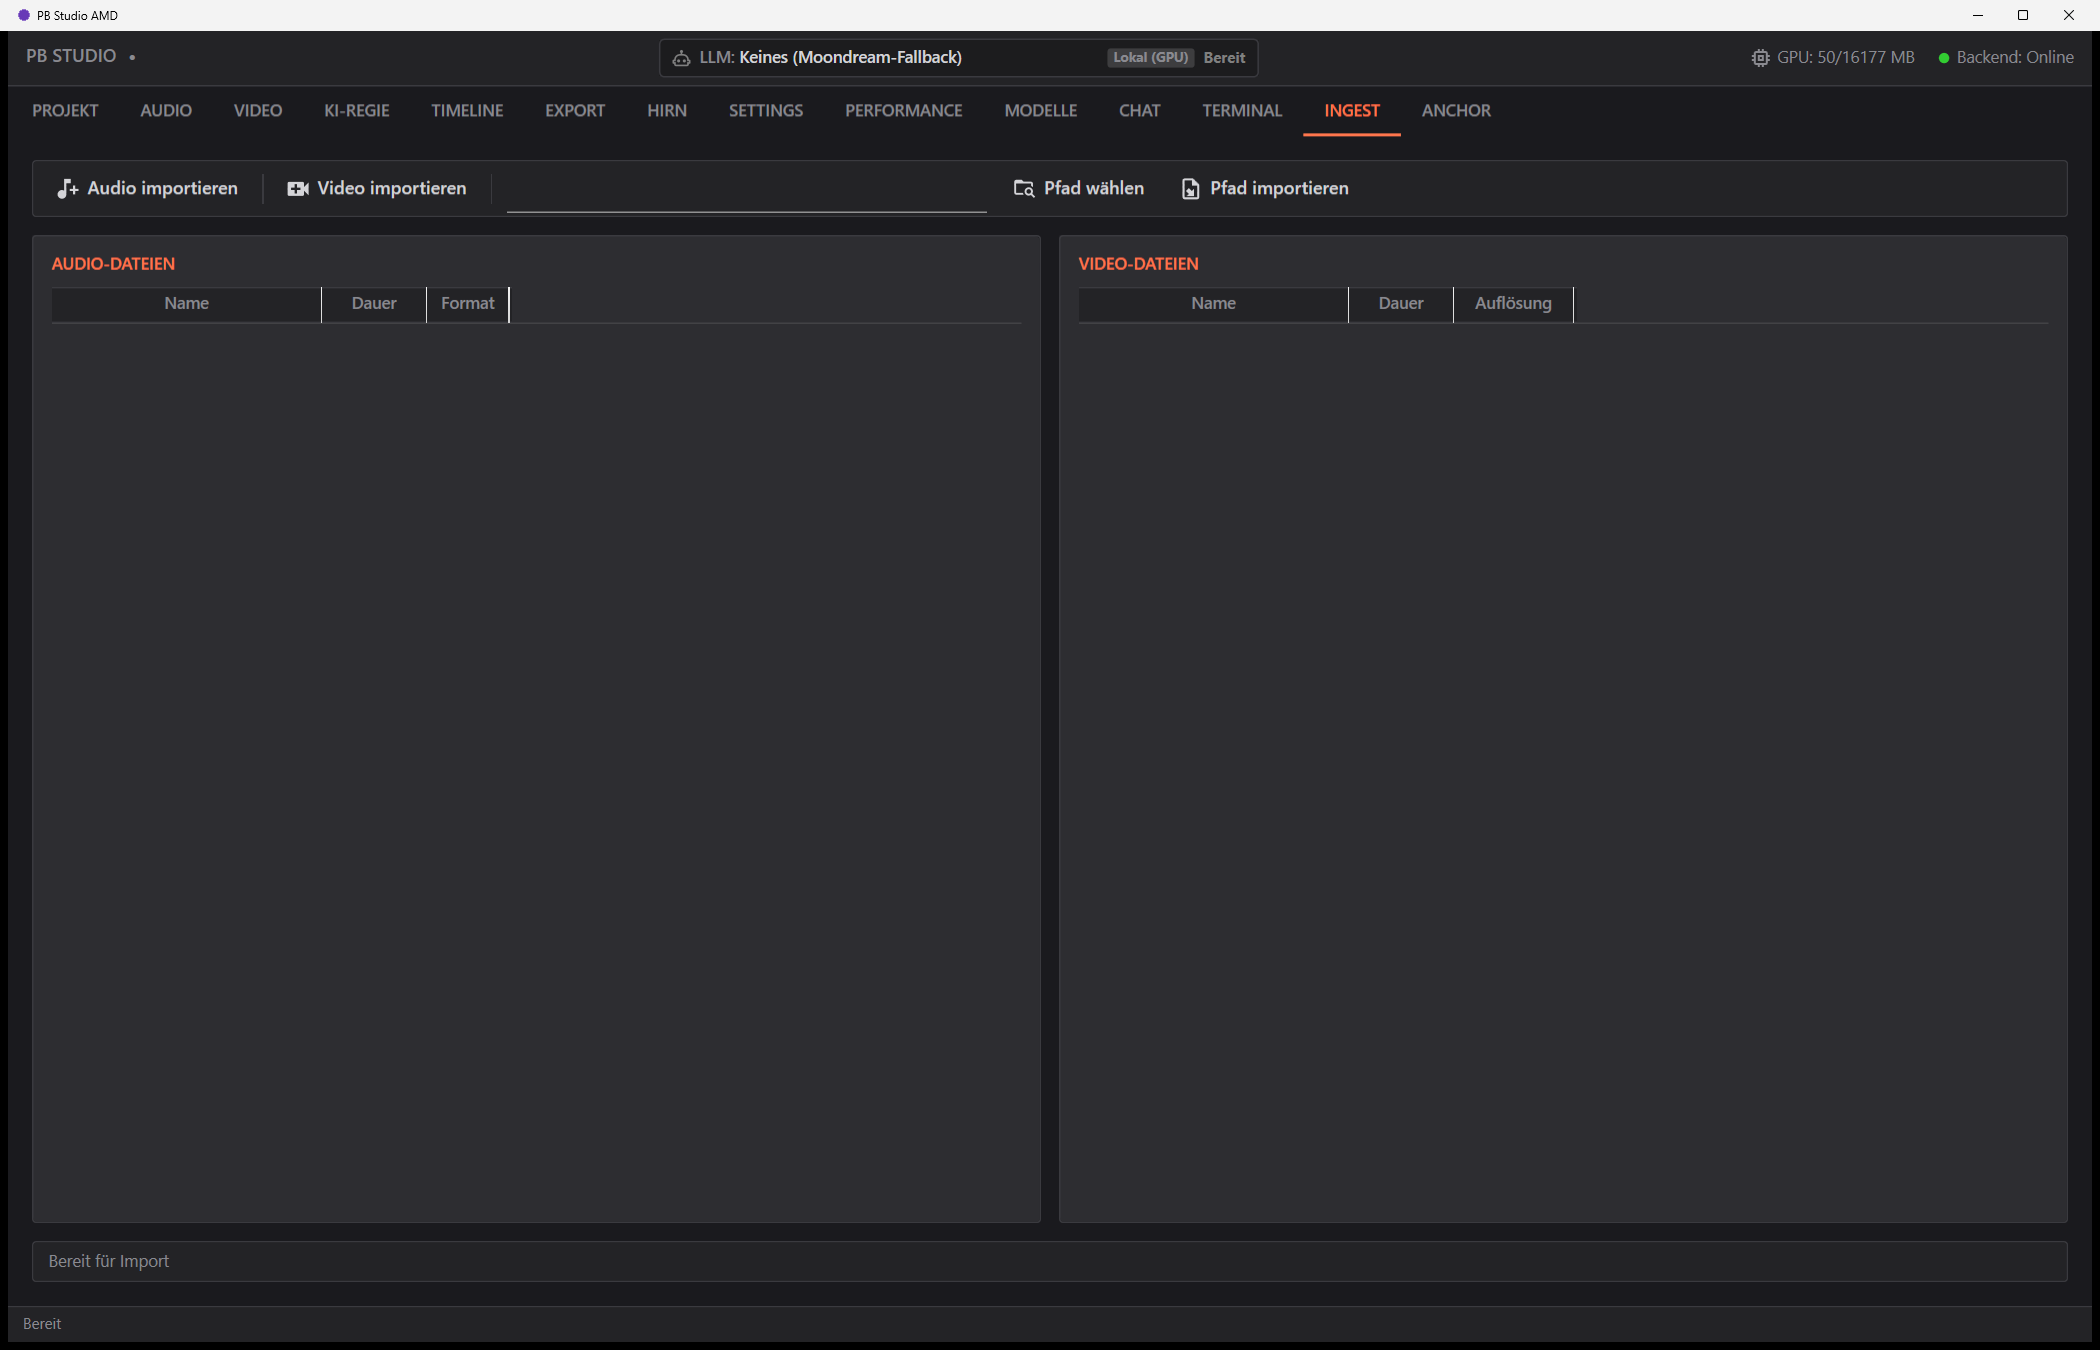 PB Studio AMD
PB STUDIO •
LLM: Keines (Moondream-Fallback) Lokal (GPU) Bereit
GPU: 50/16177 MB Backend: Online
PROJEKT AUDIO VIDEO KI-REGIE TIMELINE EXPORT HIRN SETTINGS PERFORMANCE MODELLE CHAT TERMINAL INGEST ANCHOR
Audio importieren Video importieren Pfad wählen Pfad importieren
AUDIO-DATEIEN
Name Dauer Format
VIDEO-DATEIEN
Name Dauer Auflösung
Bereit für Import
Bereit